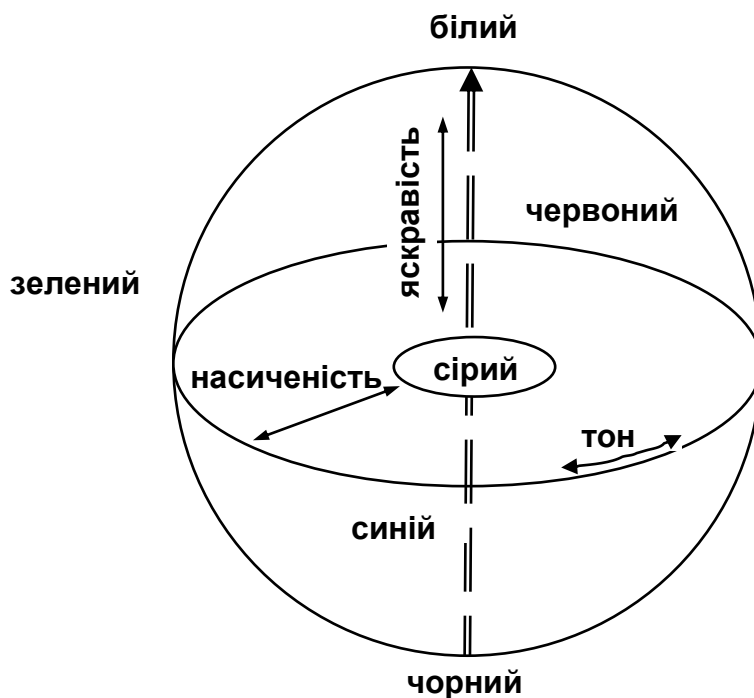 білий
яскравість
червоний
зелений
насиченість
сірий
тон
синій
чорний